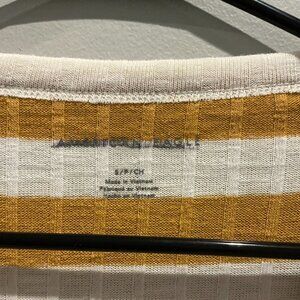 AMERICAN EAGLE
S/P/CH
Made in Vietnam
Fabriqué au Vietnam
Hecho en Vietnam